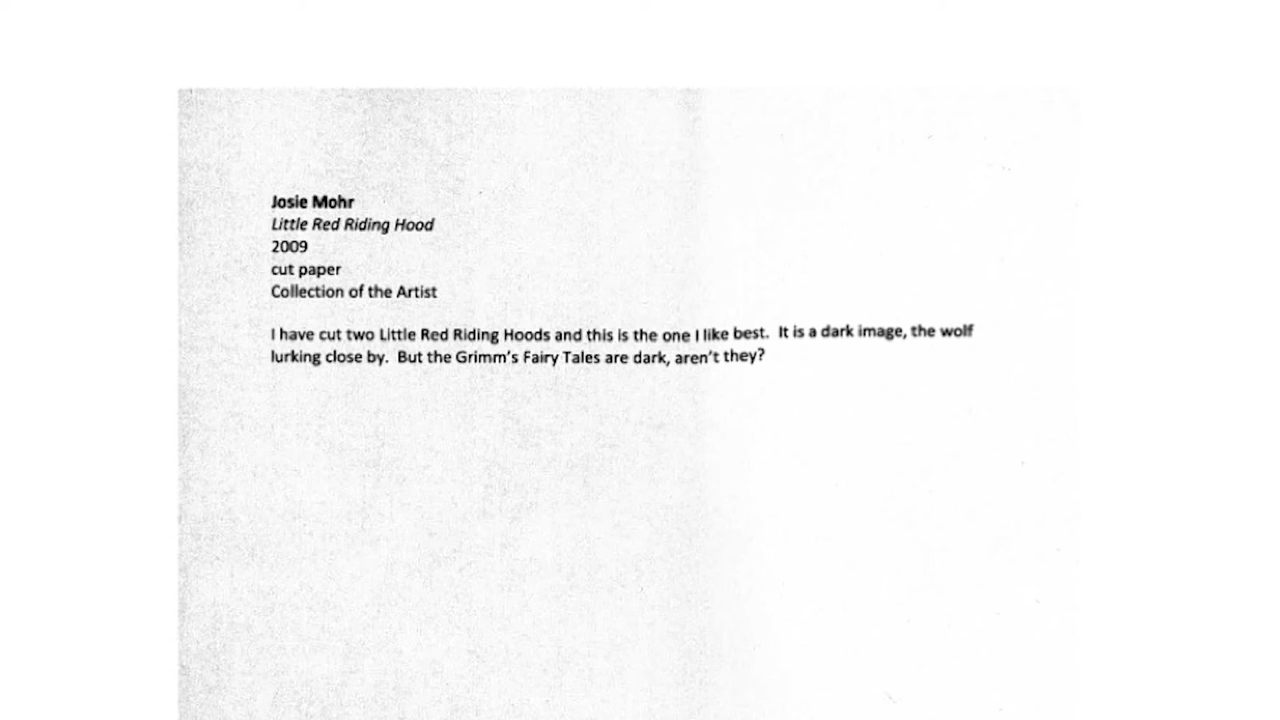 Josie Mohr
Little Red Riding Hood
2009
cut paper
Collection of the Artist
I have cut two Little Red Riding Hoods and this is the one I like best.  It is a dark image, the wolf
lurking close by.  But the Grimm's Fairy Tales are dark, aren't they?